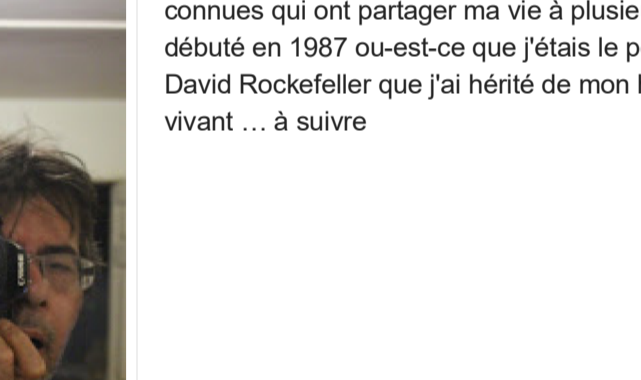 connues qui ont partager ma vie à
débuté en 1987 ou-est-ce que j'étais le
David Rockefeller que j'ai hérité de mon
vivant … à suivre